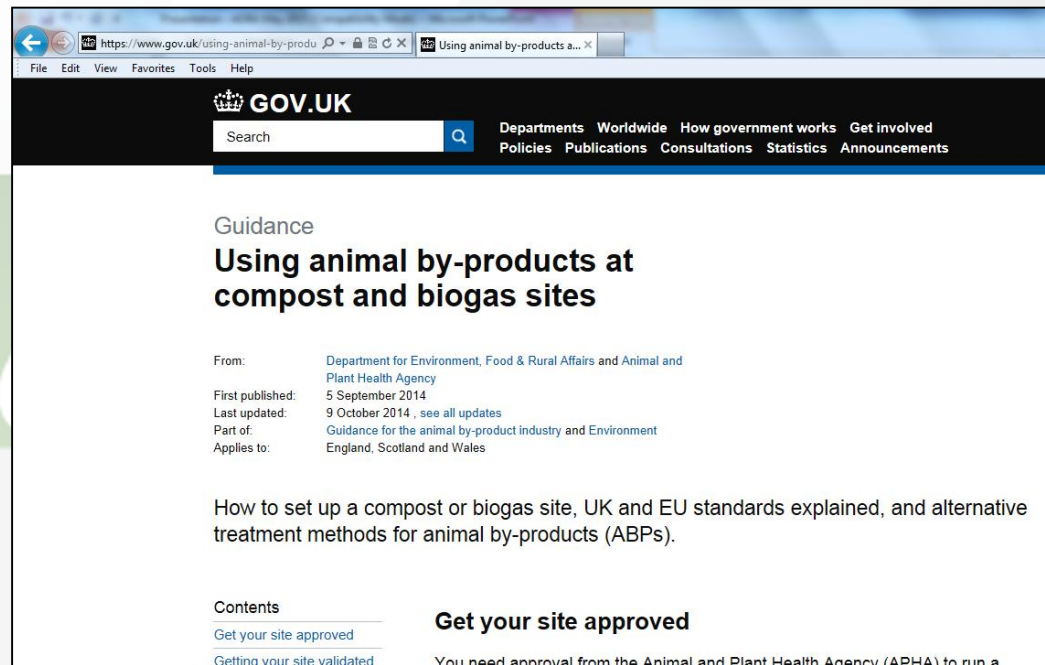 https://www.gov.uk/using-animal-by-produ
Using animal by-products a...
File Edit View Favorites Tools Help
GOV.UK
Search
Departments Worldwide How government works Get involved
Policies Publications Consultations Statistics Announcements
Guidance
Using animal by-products at
compost and biogas sites
From: Department for Environment, Food & Rural Affairs and Animal and
Plant Health Agency
First published: 5 September 2014
Last updated: 9 October 2014 , see all updates
Part of: Guidance for the animal by-product industry and Environment
Applies to: England, Scotland and Wales
How to set up a compost or biogas site, UK and EU standards explained, and alternative
treatment methods for animal by-products (ABPs).
Contents
Get your site approved
Getting your site validated
Get your site approved
You need approval from the Animal and Plant Health Agency (APHA) to run a